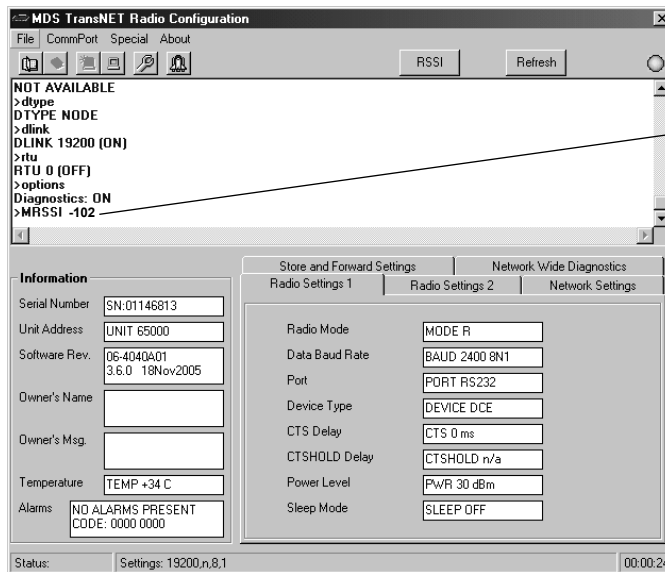 MDS TransNET Radio Configuration
File CommPort Special About
RSSI Refresh
NOT AVAILABLE
>dtype
DTYPE NODE
>dlink
DLINK 19200 (ON)
>rtu
RTU 0 (OFF)
>options
Diagnostics: ON
>MRSSI -102
Information
Serial Number SN:01146813
Unit Address UNIT 65000
Software Rev. 06-4040A01
3.6.0 18Nov2005
Owner's Name
Owner's Msg.
Temperature TEMP +34 C
Alarms NO ALARMS PRESENT
CODE: 0000 0000
Store and Forward Settings Network Wide Diagnostics
Radio Settings 1 Radio Settings 2 Network Settings
Radio Mode MODE R
Data Baud Rate BAUD 2400 8N1
Port PORT RS232
Device Type DEVICE DCE
CTS Delay CTS 0 ms
CTSHOLD Delay CTSHOLD n/a
Power Level PWR 30 dBm
Sleep Mode SLEEP OFF
Status: Settings: 19200,n,8,1